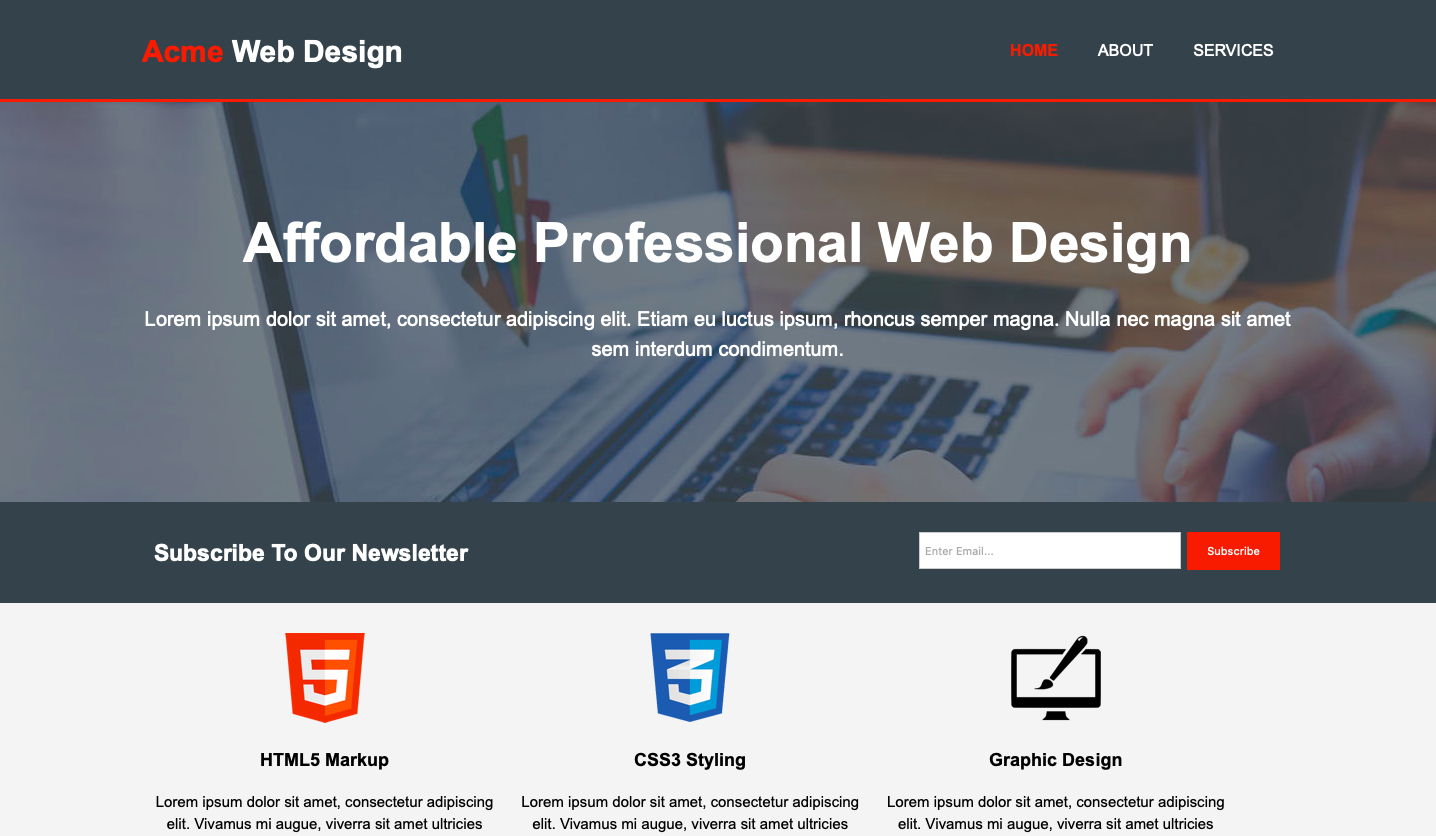 Acme Web Design
HOME ABOUT SERVICES
Affordable Professional Web Design
Lorem ipsum dolor sit amet, consectetur adipiscing elit. Etiam eu luctus ipsum, rhoncus semper magna. Nulla nec magna sit amet
sem interdum condimentum.
Subscribe To Our Newsletter
Enter Email...
Subscribe
HTML5 Markup
Lorem ipsum dolor sit amet, consectetur adipiscing
elit. Vivamus mi augue, viverra sit amet ultricies
CSS3 Styling
Lorem ipsum dolor sit amet, consectetur adipiscing
elit. Vivamus mi augue, viverra sit amet ultricies
Graphic Design
Lorem ipsum dolor sit amet, consectetur adipiscing
elit. Vivamus mi augue, viverra sit amet ultricies